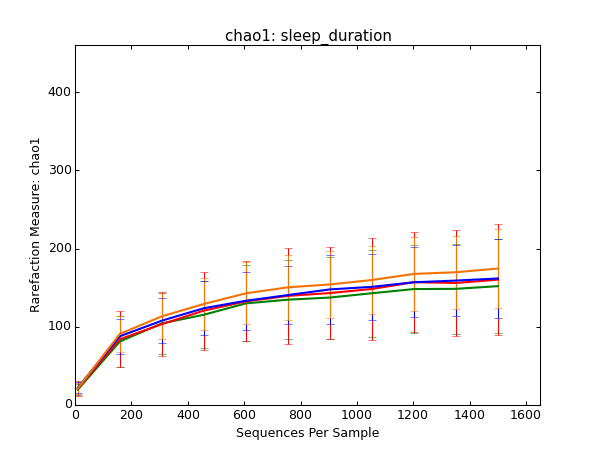 chao1: sleep_duration
400
300
200
100
0
Rarefaction Measure: chao1
0 200 400 600 800 1000 1200 1400 1600
Sequences Per Sample